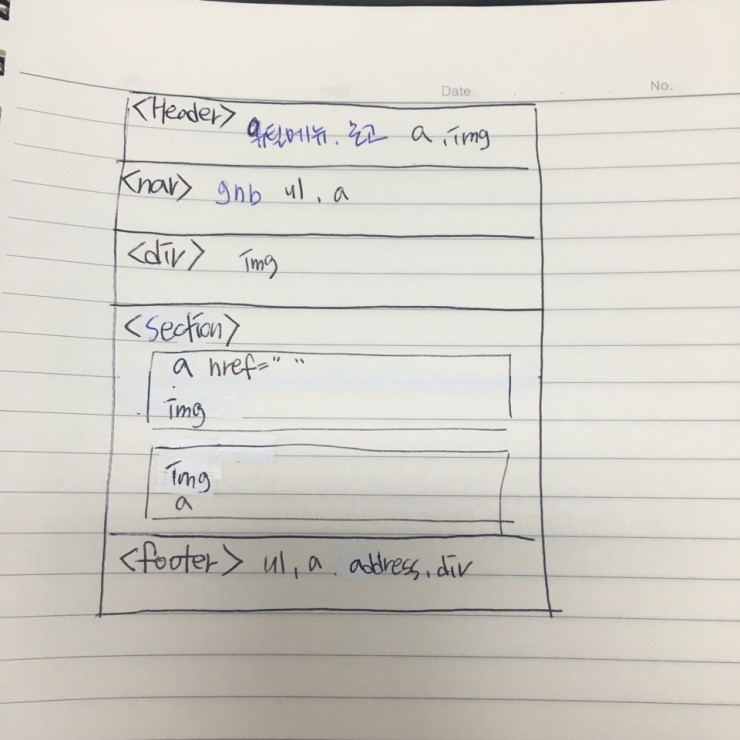 Date
No.
<Header>
유틸메뉴. 로고 a, img
<nav> gnb ul, a
<div> img
<Section>
a href=" "
img
img
a
<footer> ul, a. address, div